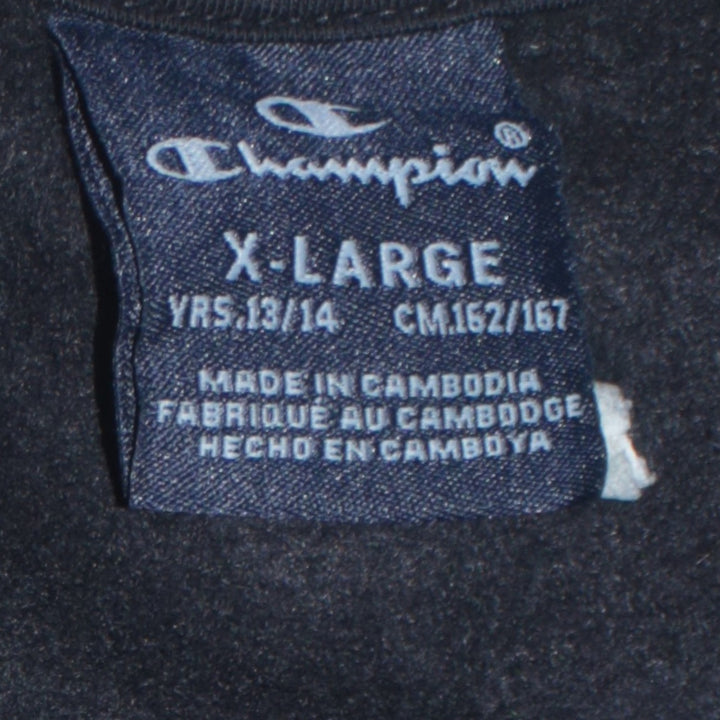 Champion®
X-LARGE
YRS.13/14 CM.162/167
MADE IN CAMBODIA
FABRIQUÉ AU CAMBODGE
HECHO EN CAMBOYA